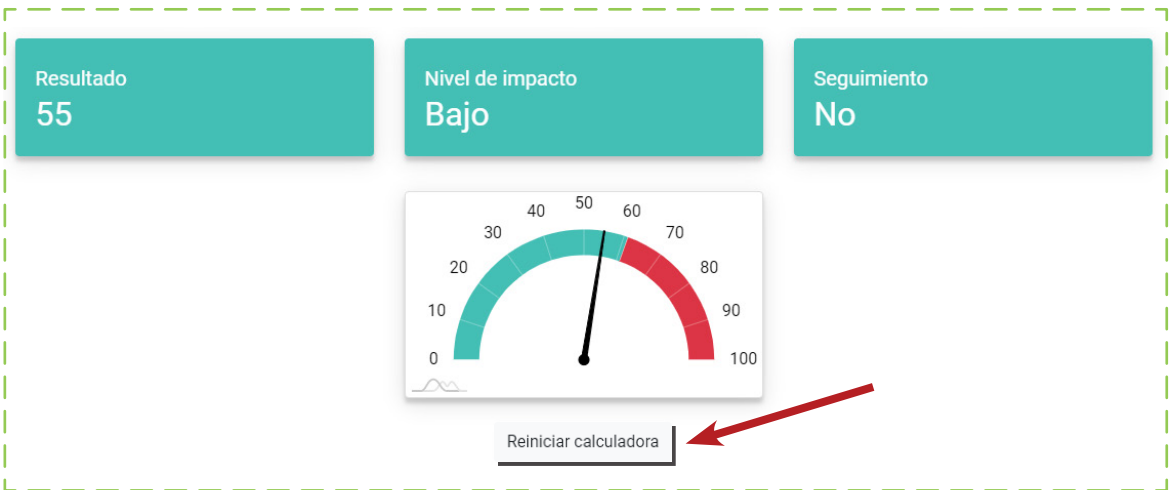 Resultado
55
Nivel de impacto
Bajo
Seguimiento
No
0
10
20
30
40
50
60
70
80
90
100
Reiniciar calculadora